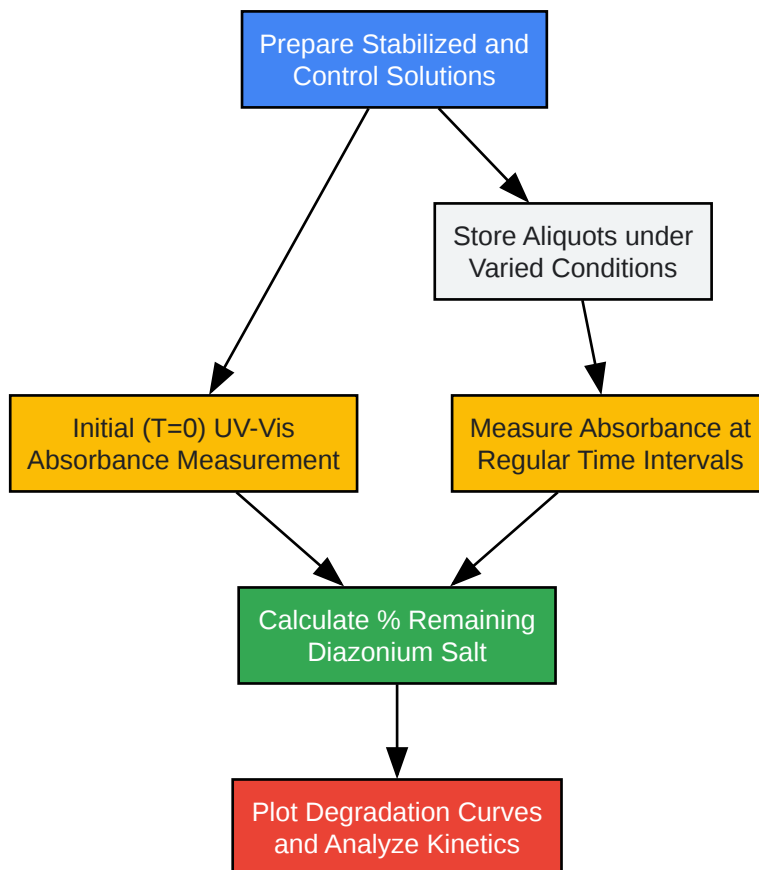 Prepare Stabilized and
Control Solutions
Store Aliquots under
Varied Conditions
Initial (T=0) UV-Vis
Absorbance Measurement
Measure Absorbance at
Regular Time Intervals
Calculate % Remaining
Diazonium Salt
Plot Degradation Curves
and Analyze Kinetics